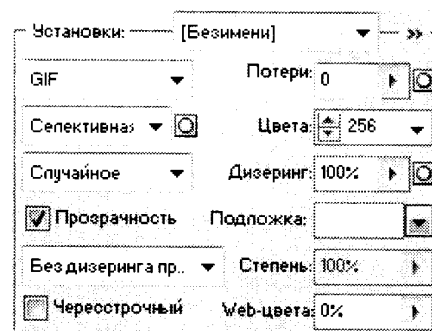 Установки: [Безимени]
GIF Потери: 0
Селективная Цвета: 256
Случайное Дизеринг: 100%
Прозрачность Подложка:
Без дизеринга пр.. Степень: 100%
Чересстрочный Web-цвета: 0%